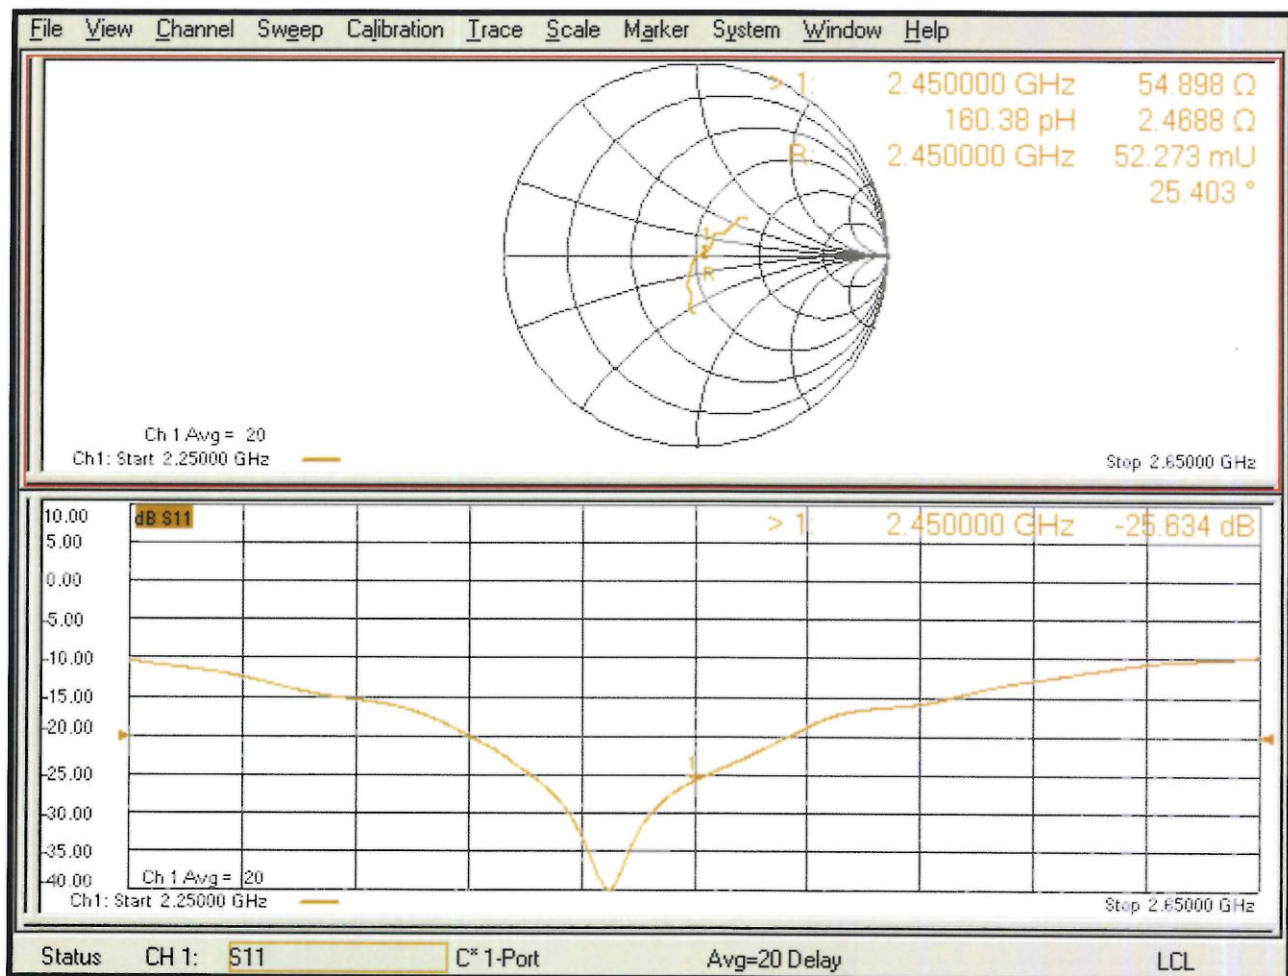 File View Channel Sweep Calibration Trace Scale Marker System Window Help
> 1: 2.450000 GHz 54.898 Ω
160.38 pH 2.4688 Ω
R: 2.450000 GHz 52.273 mU
25.403 °
1
R
Ch 1 Avg = 20
Ch1: Start 2.25000 GHz Stop 2.65000 GHz
10.00 dB S11 > 1: 2.450000 GHz -25.634 dB
5.00
0.00
-5.00
-10.00
-15.00
-20.00
-25.00 1
-30.00
-35.00
-40.00 Ch 1 Avg = 20
Ch1: Start 2.25000 GHz Stop 2.65000 GHz
Status CH 1: S11 C* 1-Port Avg=20 Delay LCL